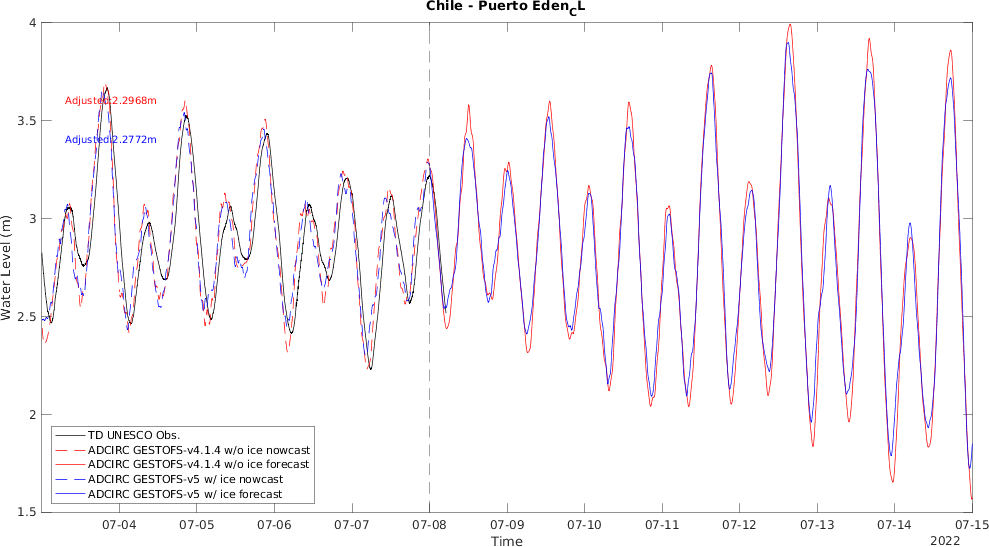 Chile - Puerto Eden_CL
4
3.5
3
2.5
2
1.5
Water Level (m)
Adjusted:2.2968m
Adjusted:2.2772m
TD UNESCO Obs.
ADCIRC GESTOFS-v4.1.4 w/o ice nowcast
ADCIRC GESTOFS-v4.1.4 w/o ice forecast
ADCIRC GESTOFS-v5 w/ ice nowcast
ADCIRC GESTOFS-v5 w/ ice forecast
07-04 07-05 07-06 07-07 07-08 07-09 07-10 07-11 07-12 07-13 07-14 07-15
Time
2022